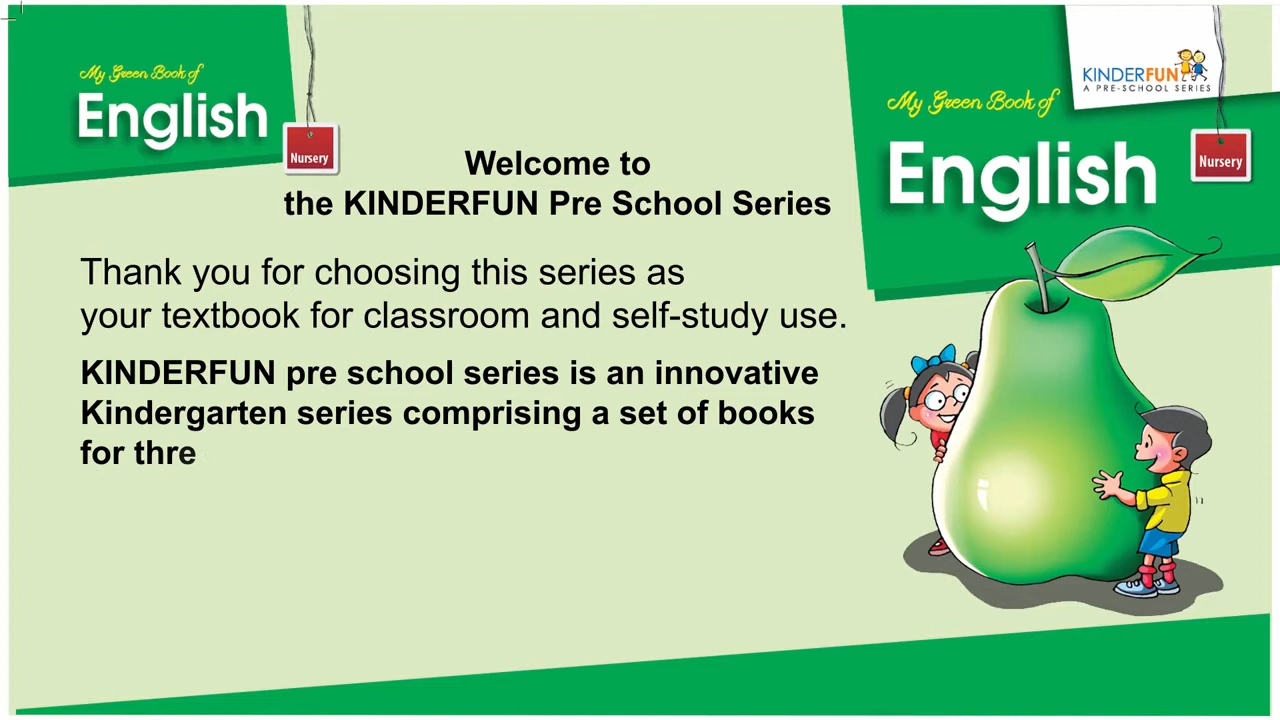 My Green Book of
English
Nursery
Welcome to
the KINDERFUN Pre School Series
Thank you for choosing this series as
your textbook for classroom and self-study use.
KINDERFUN pre school series is an innovative
Kindergarten series comprising a set of books
for thre
KINDERFUN
A PRE-SCHOOL SERIES
My Green Book of
English
Nursery